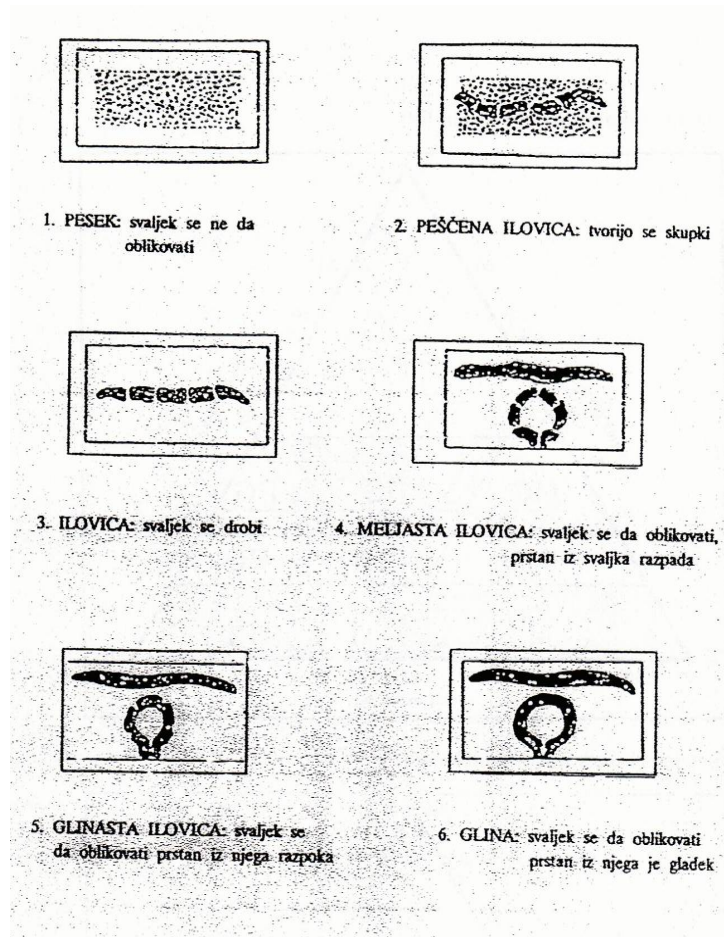 1. PESEK: svaljek se ne da
oblikovati
2. PEŠČENA ILOVICA: tvorijo se skupki
3. ILOVICA: svaljek se drobi
4. MELJASTA ILOVICA: svaljek se da oblikovati,
prstan iz svaljka razpada
5. GLINASTA ILOVICA: svaljek se
da oblikovati prstan iz njega razpoka
6. GLINA: svaljek se da oblikovati
prstan iz njega je gladek